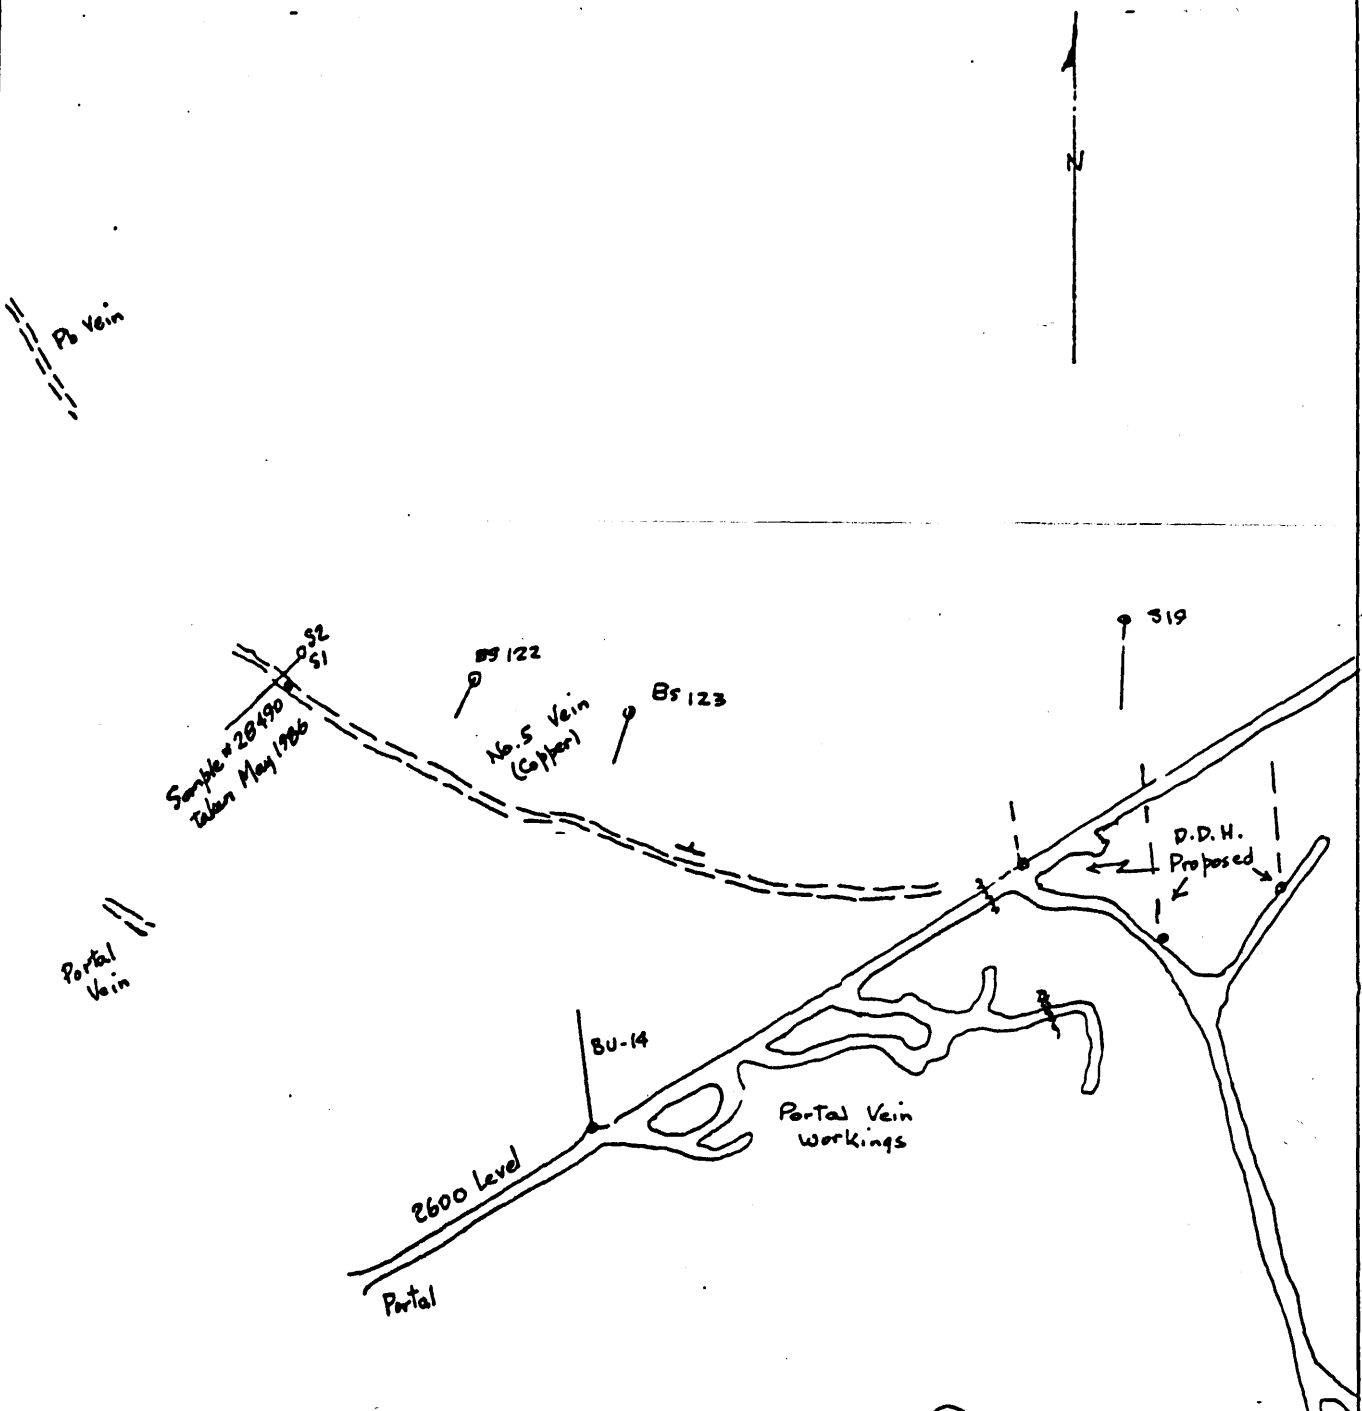 N
Pb Vein
S2
S1
BS 122
BS 123
S19
No.5 Vein
(Copper)
Sample # 28490
taken May 1986
D.D.H.
Proposed
Portal
Vein
BU-14
Portal Vein
workings
2600 Level
Portal